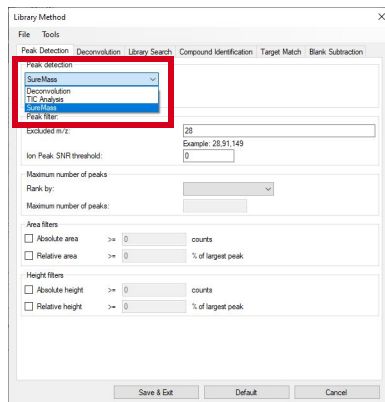 Library Method
File Tools
Peak Detection Deconvolution Library Search Compound Identification Target Match Blank Subtraction
Peak detection
SureMass
Deconvolution
TIC Analysis
SureMass
Peak filter:
Excluded m/z: 28
Example: 28,91,149
Ion Peak SNR threshold: 0
Maximum number of peaks
Rank by:
Maximum number of peaks:
Area filters
Absolute area >= 0 counts
Relative area >= 0 % of largest peak
Height filters
Absolute height >= 0 counts
Relative height >= 0 % of largest peak
Save & Exit Default Cancel